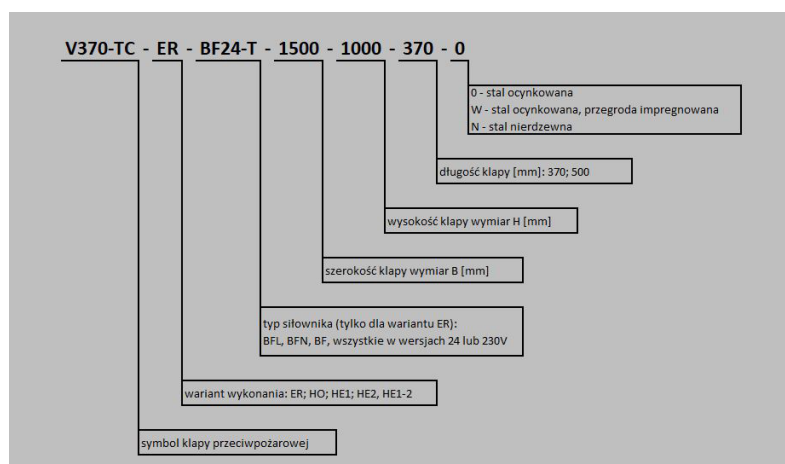 V370-TC - ER - BF24-T - 1500 - 1000 - 370 - 0
0 - stal ocynkowana
W - stal ocynkowana, przegroda impregnowana
N - stal nierdzewna
długość klapy [mm]: 370; 500
wysokość klapy wymiar H [mm]
szerokość klapy wymiar B [mm]
typ siłownika (tylko dla wariantu ER):
BFL, BFN, BF, wszystkie w wersjach 24 lub 230V
wariant wykonania: ER; HO; HE1; HE2, HE1-2
symbol klapy przeciwpożarowej